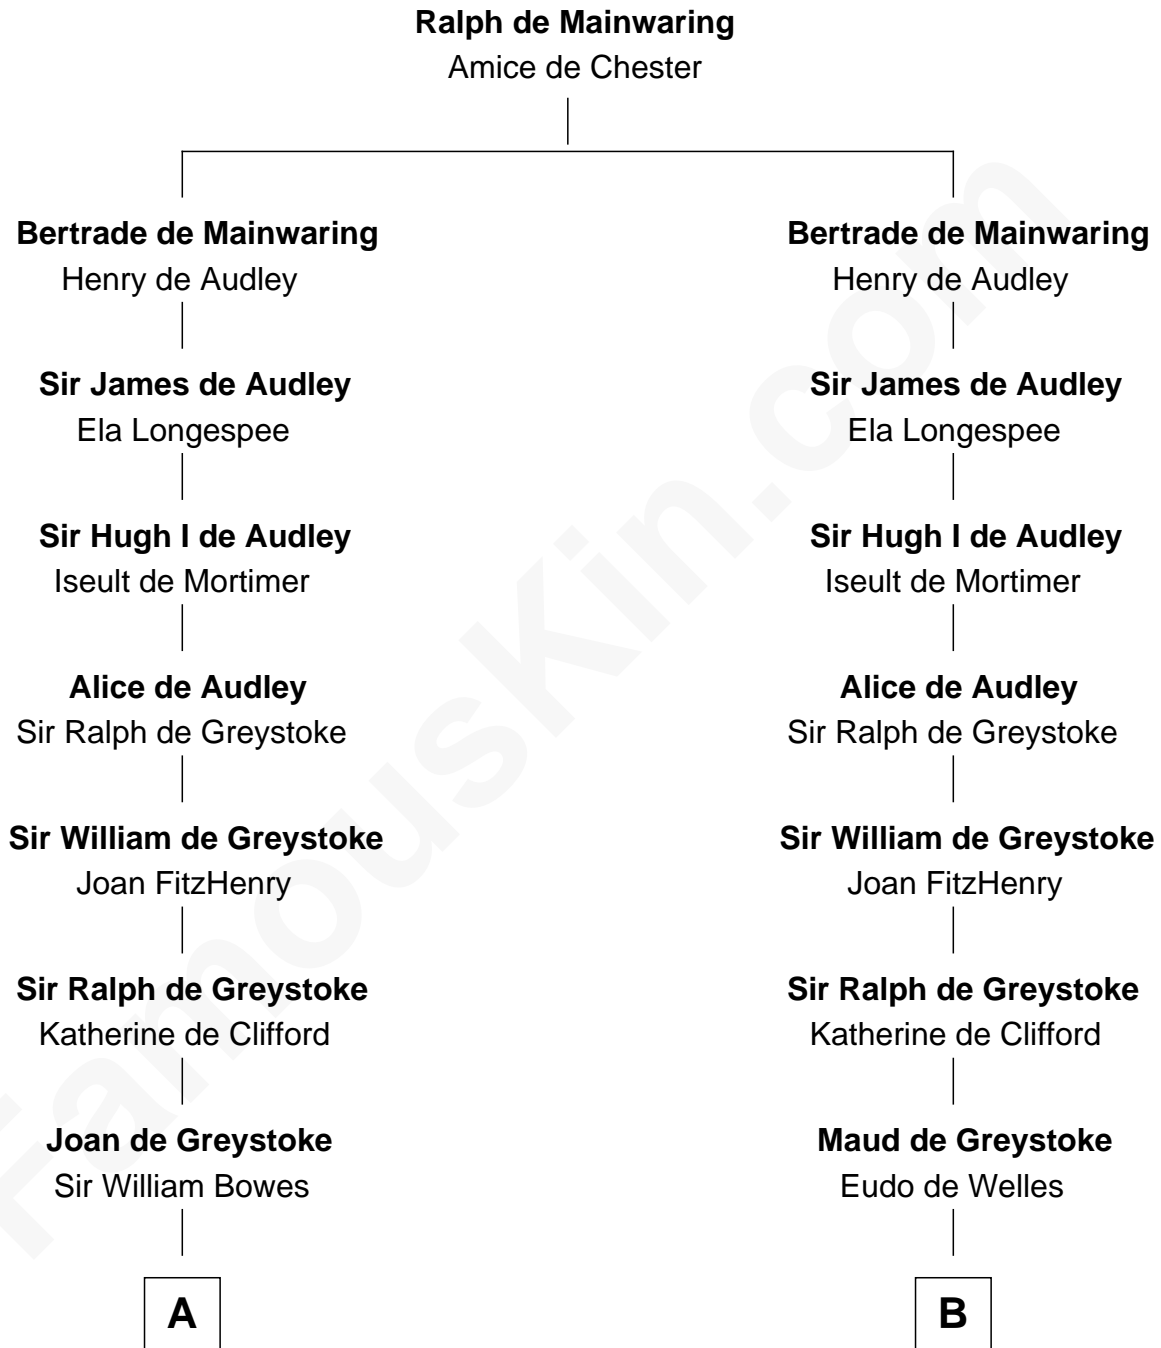 Ralph de Mainwaring
Amice de Chester
Bertrade de Mainwaring
Henry de Audley
Bertrade de Mainwaring
Henry de Audley
Sir James de Audley
Ela Longespee
Sir James de Audley
Ela Longespee
Sir Hugh I de Audley
Iseult de Mortimer
Sir Hugh I de Audley
Iseult de Mortimer
Alice de Audley
Sir Ralph de Greystoke
Alice de Audley
Sir Ralph de Greystoke
Sir William de Greystoke
Joan FitzHenry
Sir William de Greystoke
Joan FitzHenry
Sir Ralph de Greystoke
Katherine de Clifford
Sir Ralph de Greystoke
Katherine de Clifford
Joan de Greystoke
Sir William Bowes
Maud de Greystoke
Eudo de Welles
A
B
FamousKin.com